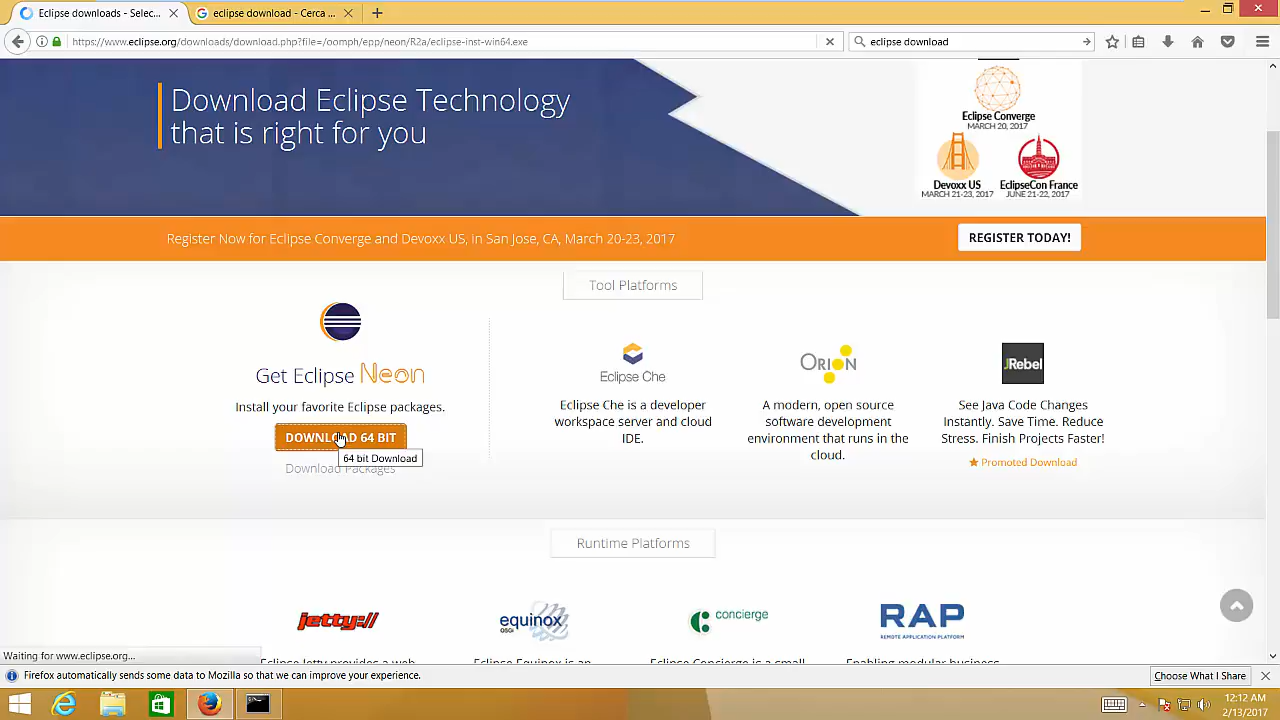 Eclipse downloads - Selec...
eclipse download - Cerca ...
https://www.eclipse.org/downloads/download.php?file=/oomph/epp/neon/R2a/eclipse-inst-win64.exe
eclipse download
Download Eclipse Technology
that is right for you
Eclipse Converge
MARCH 20, 2017
Devoxx US
MARCH 21-23, 2017
EclipseCon France
JUNE 21-22, 2017
Register Now for Eclipse Converge and Devoxx US, in San Jose, CA, March 20-23, 2017
REGISTER TODAY!
Tool Platforms
Get Eclipse Neon
Install your favorite Eclipse packages.
DOWNLOAD 64 BIT
64 bit Download
Download Packages
Eclipse Che
Eclipse Che is a developer
workspace server and cloud
IDE.
ORION
A modern, open source
software development
environment that runs in the
cloud.
JRebel
See Java Code Changes
Instantly. Save Time. Reduce
Stress. Finish Projects Faster!
Promoted Download
Runtime Platforms
jetty://
equinox
OSGi
concierge
RAP
REMOTE APPLICATION PLATFORM
Eclipse Jetty provides a web
Eclipse Equinox is an
Eclipse Concierge is a small
Enabling modular business
Waiting for www.eclipse.org...
Firefox automatically sends some data to Mozilla so that we can improve your experience.
Choose What I Share
12:12 AM
2/13/2017